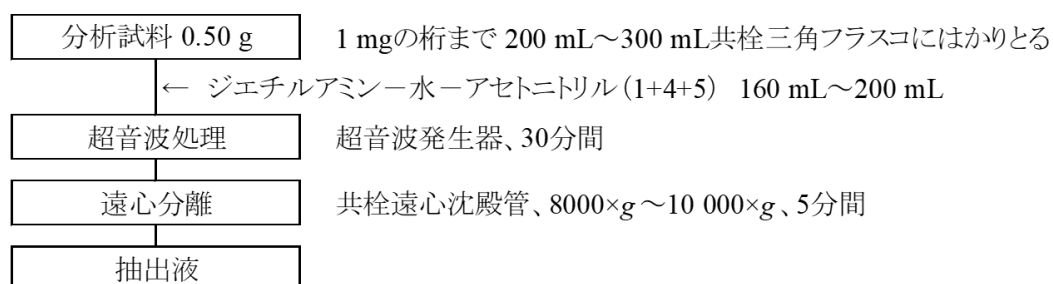 分析試料 0.50 g 1 mgの桁まで 200 mL~300 mL共栓三角フラスコにはかりとる
← ジエチルアミン-水-アセトニトリル(1+4+5) 160 mL~200 mL
超音波処理 超音波発生器、30分間
遠心分離 共栓遠心沈殿管、8000×g~10 000×g、5分間
抽出液